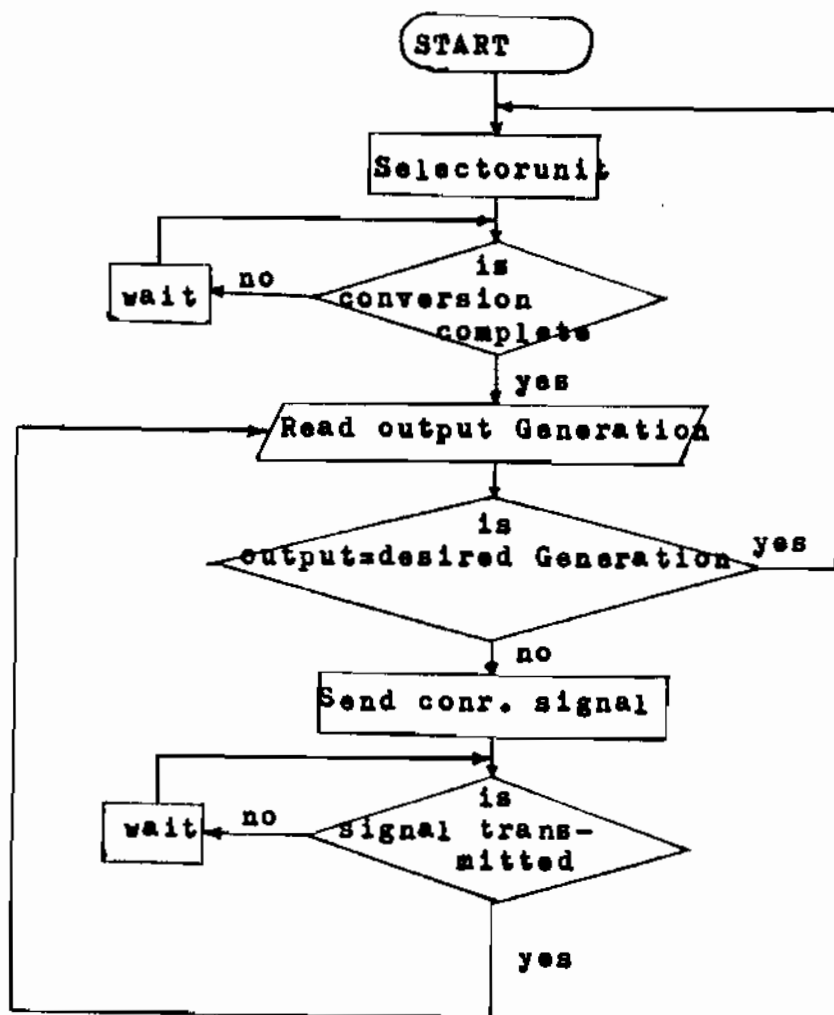 START
Selectorunit
is
conversion
complete
no
wait
yes
Read output Generation
is
output=desired Generation
yes
no
Send conr. signal
is
signal trans-
mitted
no
wait
yes